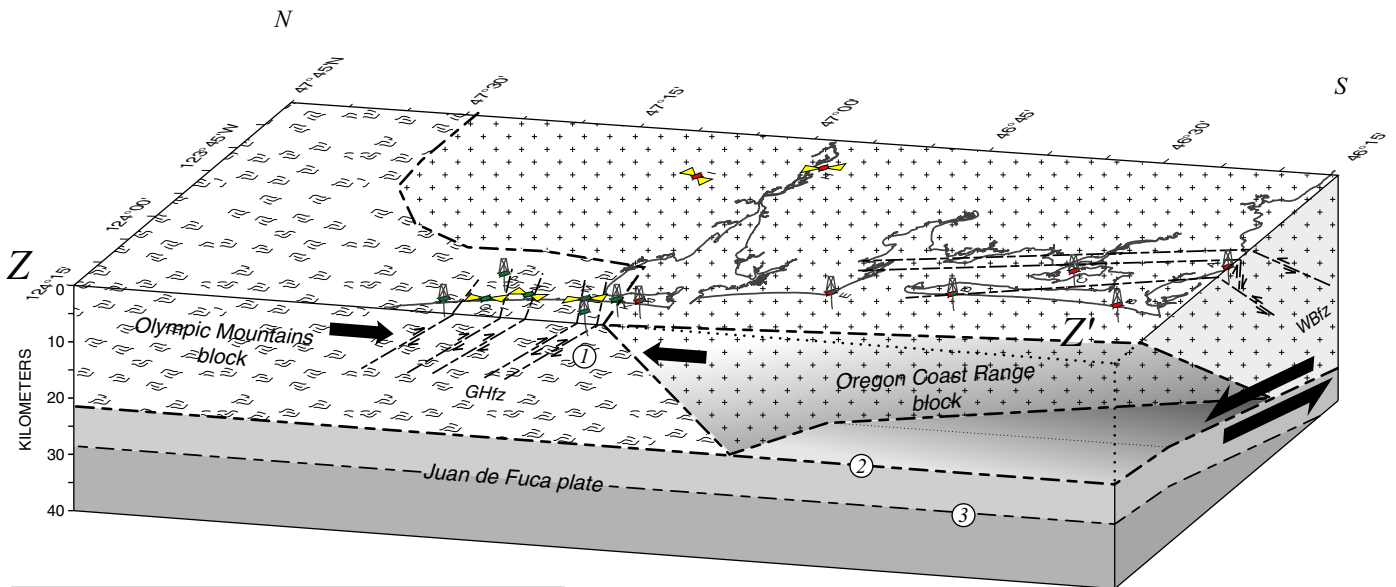 N
S
47°45'N
47°30'
47°15'
47°00'
46°45'
46°30'
46°15'
123°45'W
124°00'
124°15'
Z
Z'
0
10
20
30
40
KILOMETERS
Olympic Mountains
block
1
GHfz
Oregon Coast Range
block
WBfz
2
Juan de Fuca plate
3